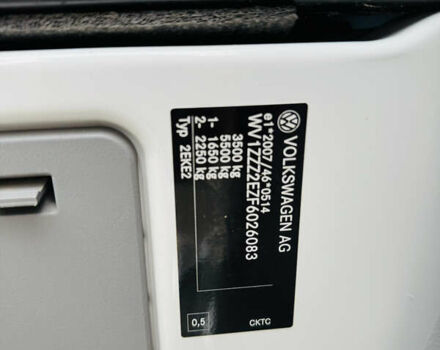 VOLKSWAGEN AG
e1*2007/46*0514
WV1ZZZ2EZF6026083
3500 kg
5500 kg
1- 1650 kg
2- 2250 kg
Typ 2EKE2
0,5
CKTC